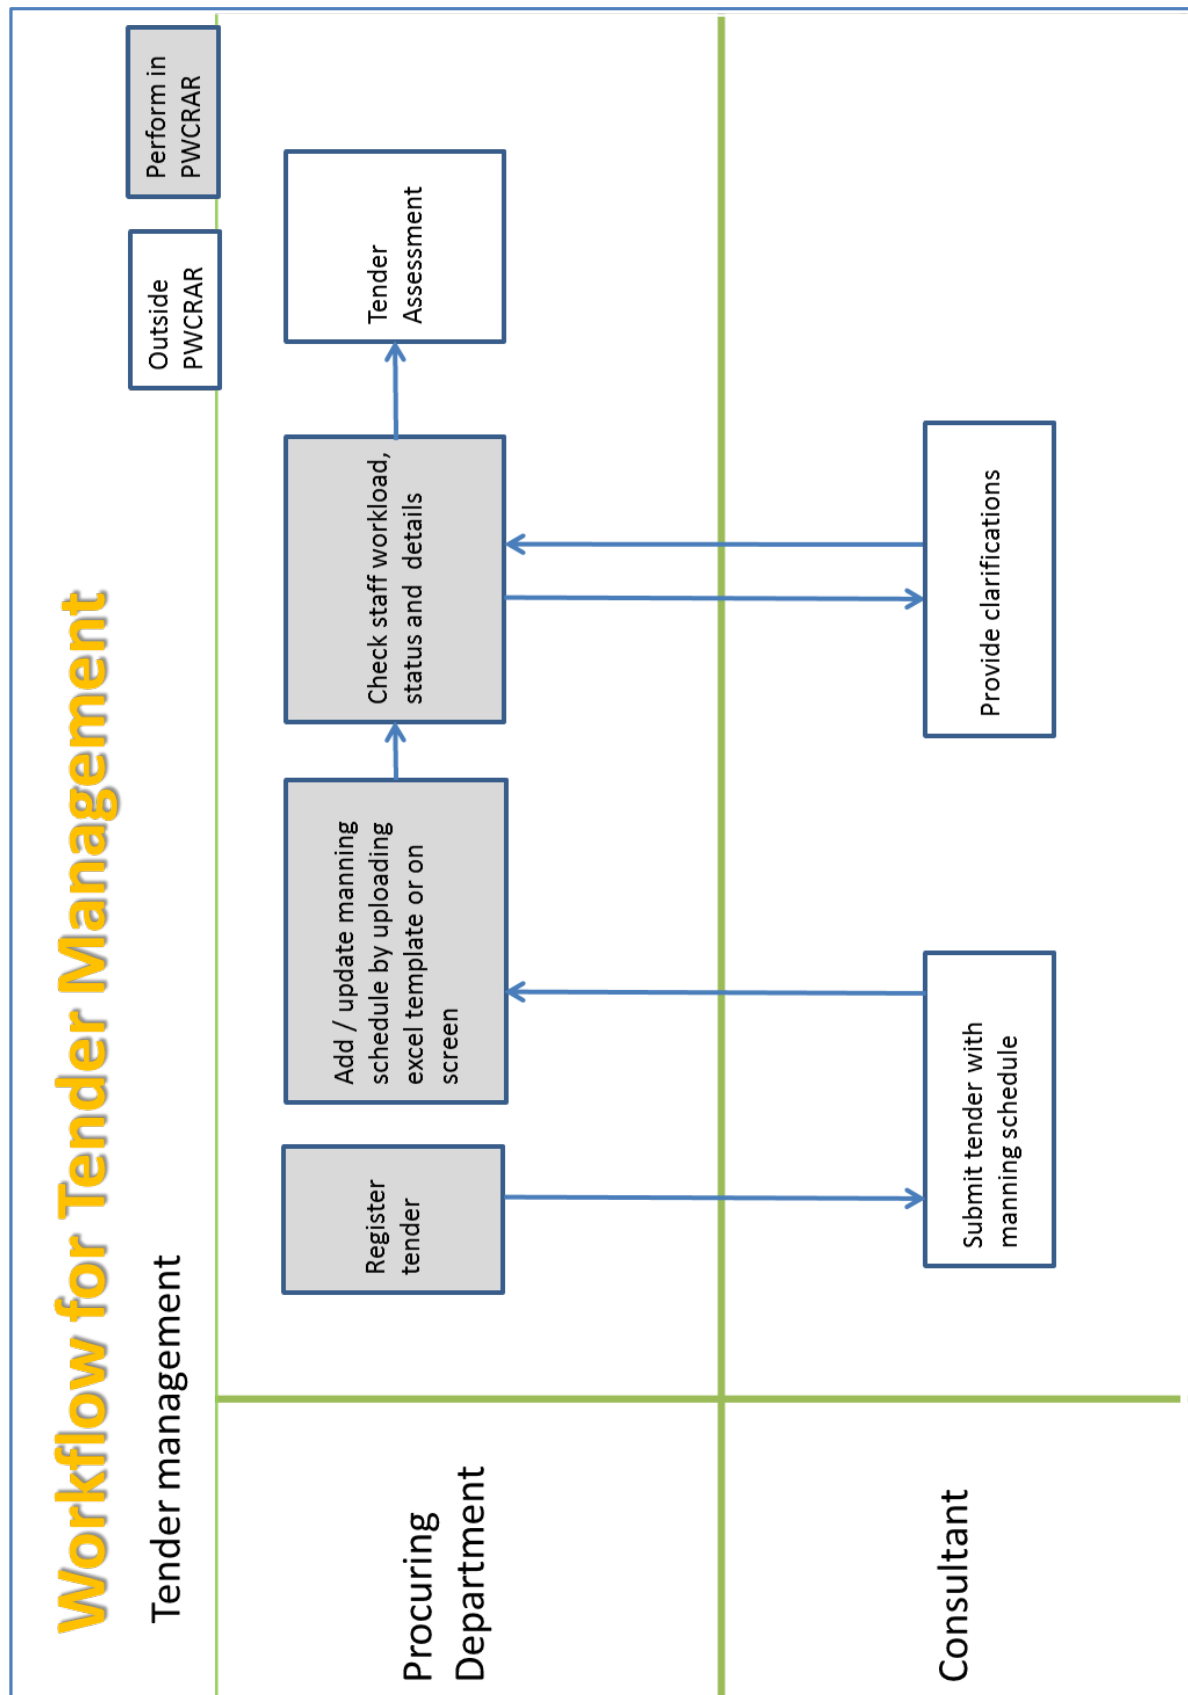 Workflow for Tender Management
Tender management
Outside
PWCRAR
Perform in
PWCRAR
Procuring
Department
Register
tender
Add / update manning
schedule by uploading
excel template or on
screen
Check staff workload,
status and details
Tender
Assessment
Consultant
Submit tender with
manning schedule
Provide clarifications